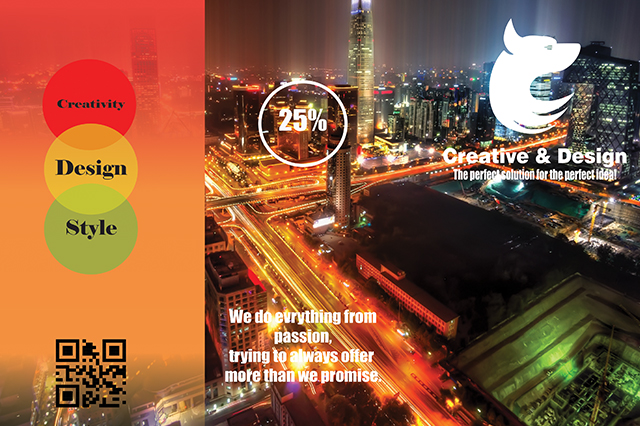 Creativity
Design
Style
25%
We do evrything from
passion,
trying to always offer
more than we promise.
Creative & Design
The perfect solution for the perfect idea!